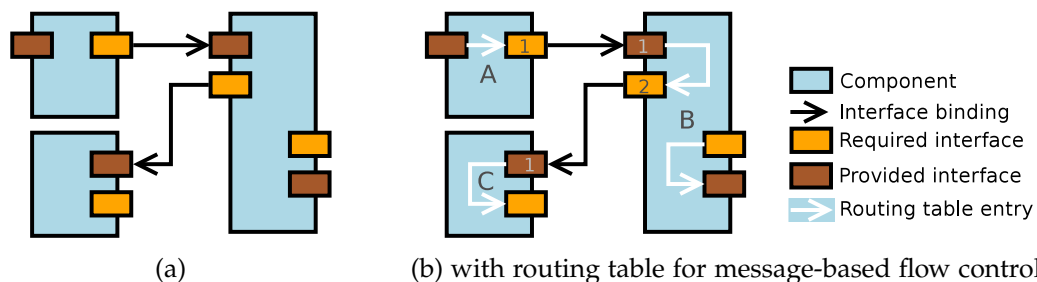 1
1
A
2
B
1
C
Component
Interface binding
Required interface
Provided interface
Routing table entry
(a)
(b) with routing table for message-based flow control